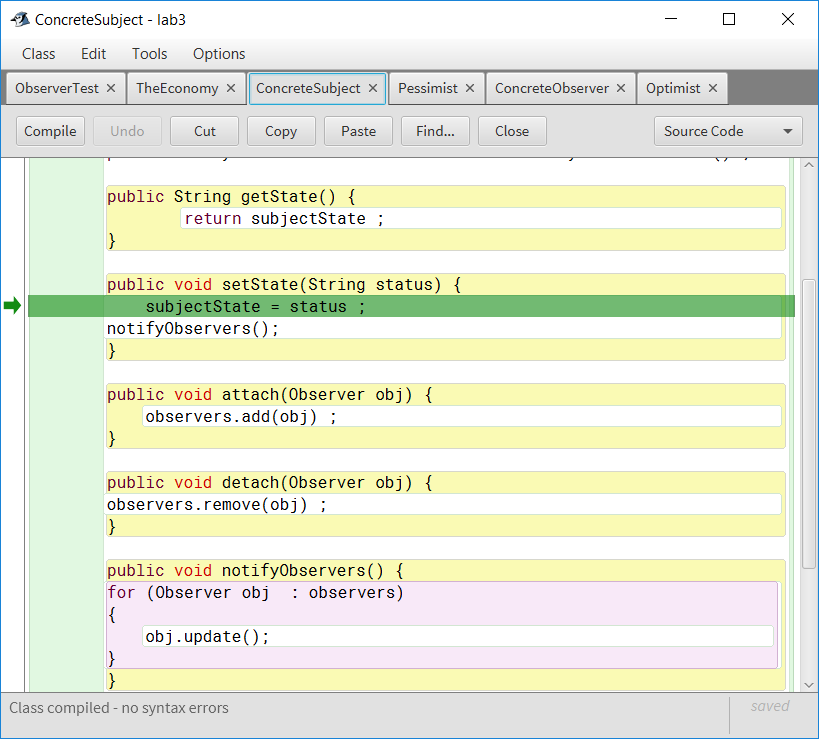 ConcreteSubject - lab3
Class Edit Tools Options
ObserverTest TheEconomy ConcreteSubject Pessimist ConcreteObserver Optimist
Compile Undo Cut Copy Paste Find... Close Source Code
public String getState() {
return subjectState ;
}
public void setState(String status) {
subjectState = status ;
notifyObservers();
}
public void attach(Observer obj) {
observers.add(obj) ;
}
public void detach(Observer obj) {
observers.remove(obj) ;
}
public void notifyObservers() {
for (Observer obj  : observers)
{
obj.update();
}
}
Class compiled - no syntax errors
saved